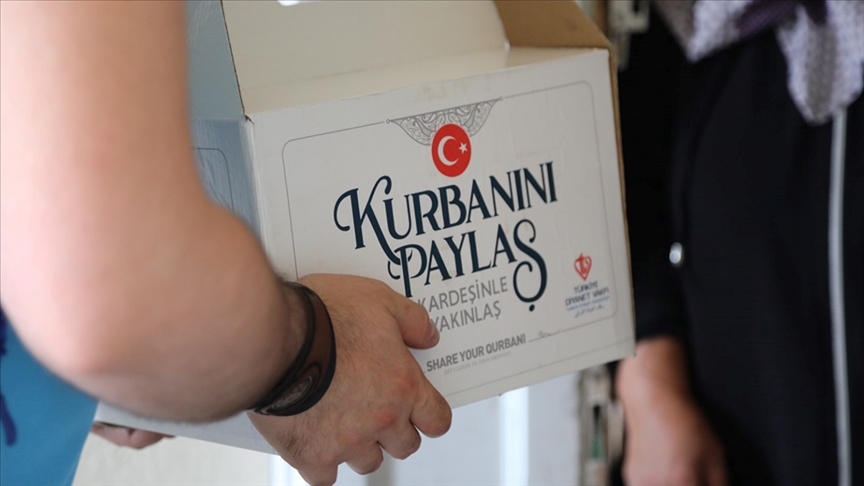 KURBANINI
PAYLAŞ
KARDEŞİNLE
YAKINLAŞ
SHARE YOUR QURBANI
TÜRKİYE
DİYANET VAKFI